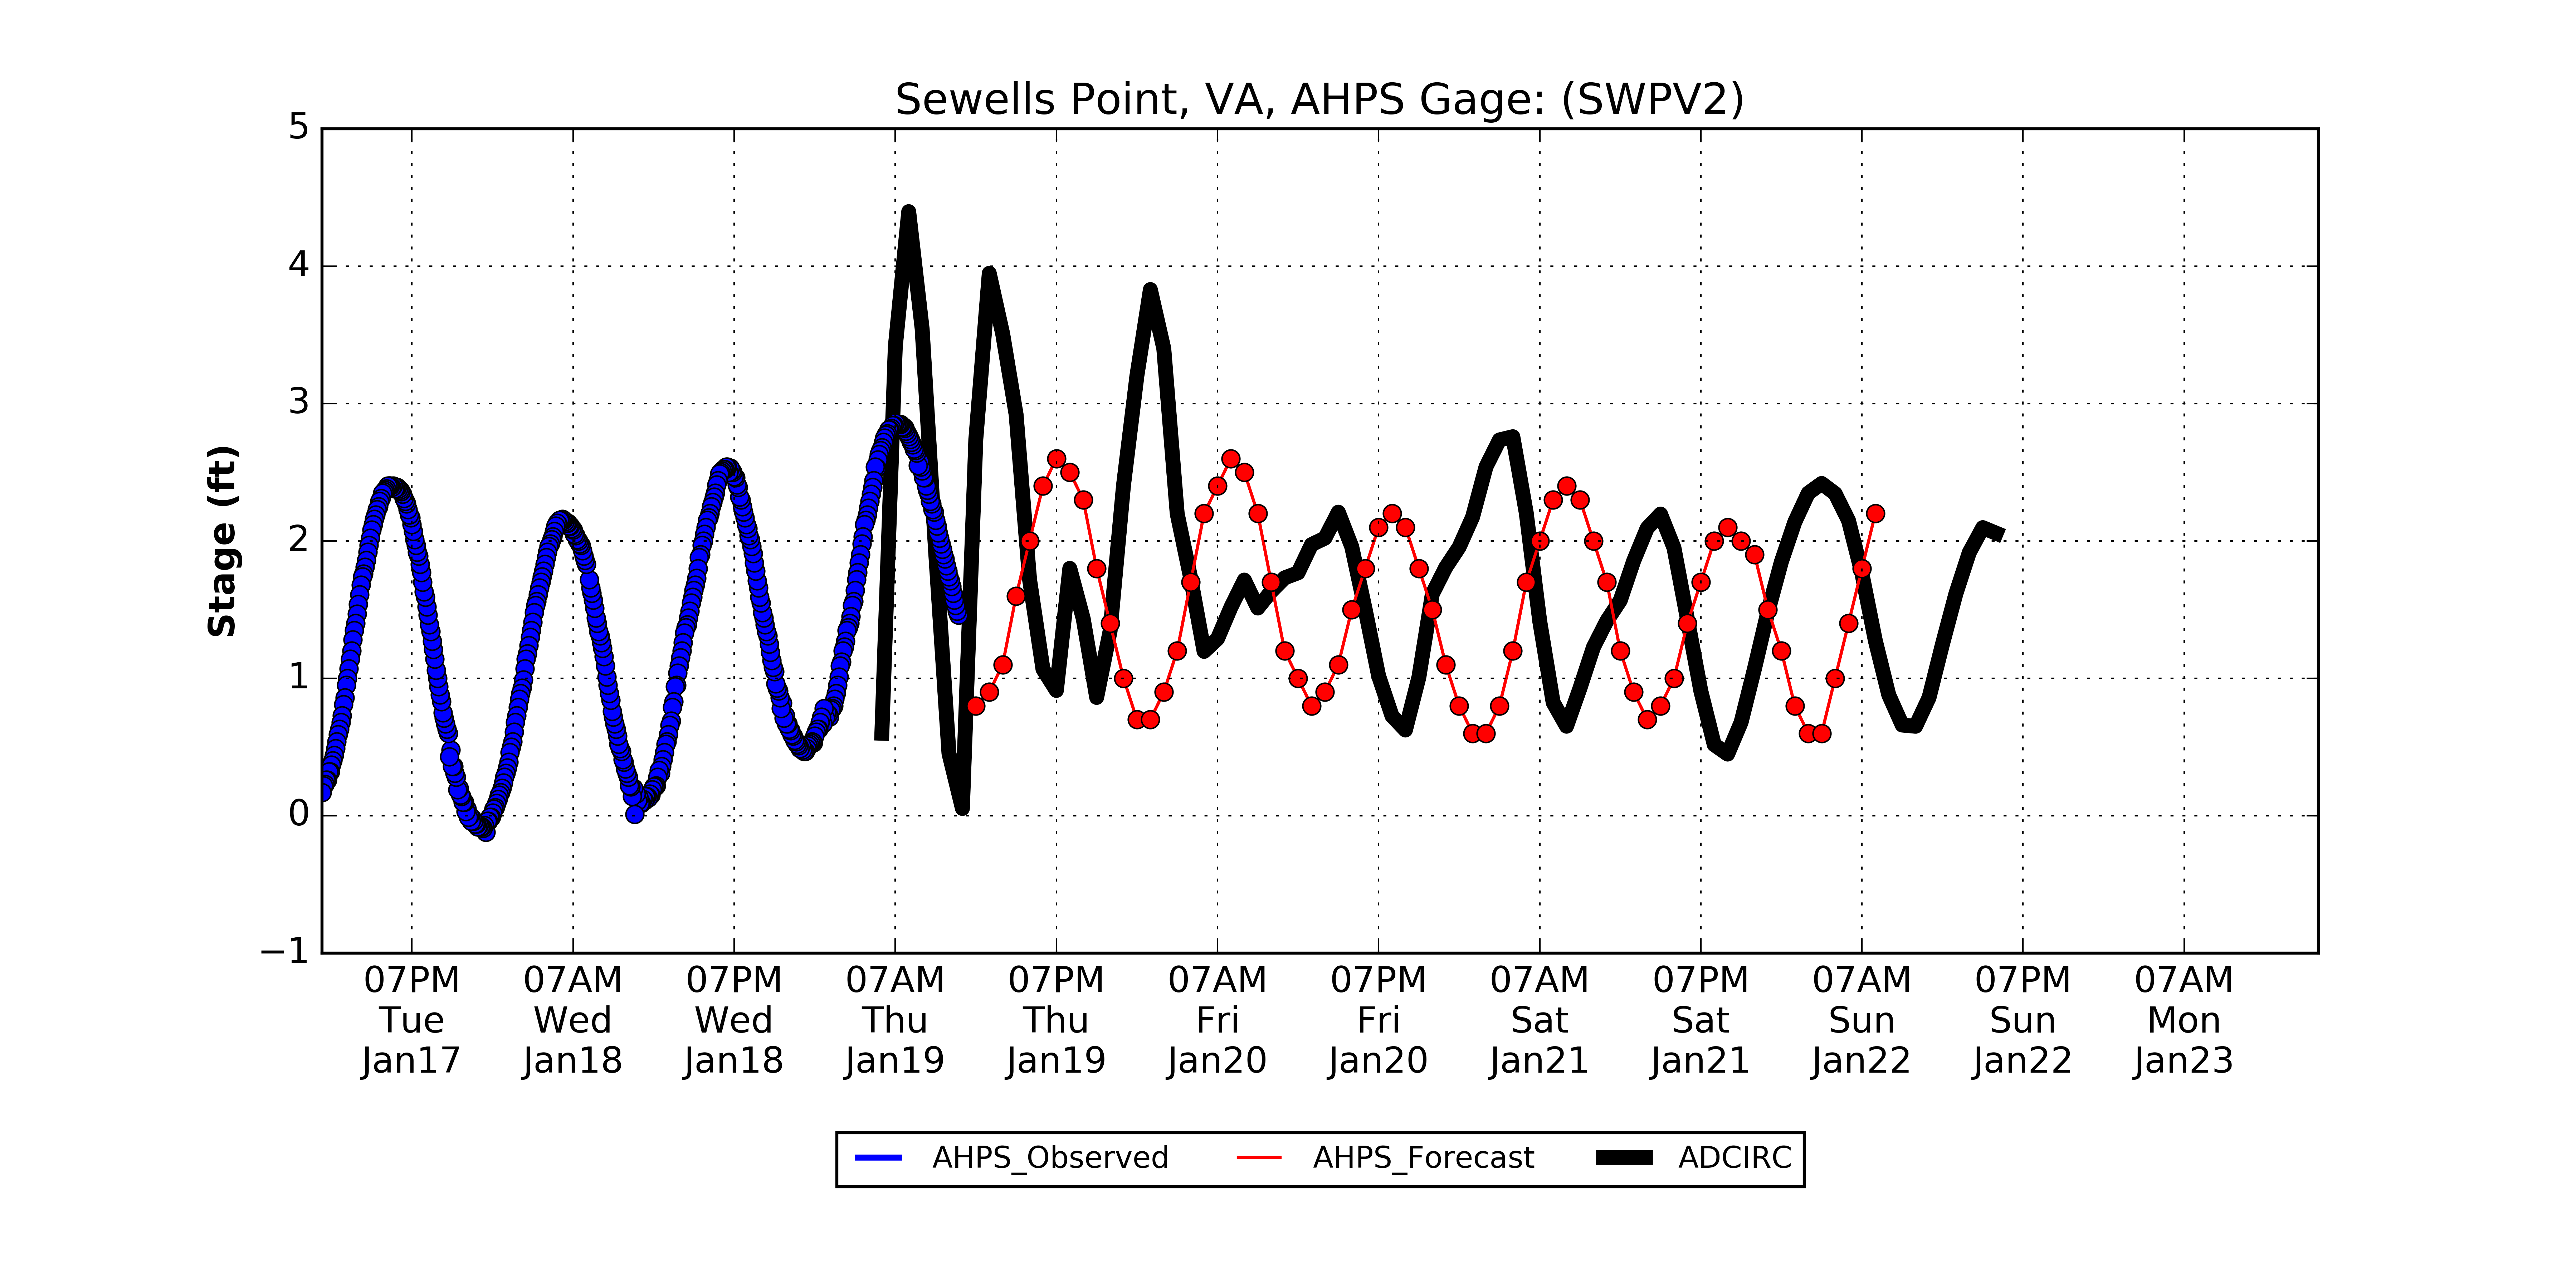 Sewells Point, VA, AHPS Gage: (SWPV2)
5
4
3
2
1
0
−1
Stage (ft)
07PM
Tue
Jan17
07AM
Wed
Jan18
07PM
Wed
Jan18
07AM
Thu
Jan19
07PM
Thu
Jan19
07AM
Fri
Jan20
07PM
Fri
Jan20
07AM
Sat
Jan21
07PM
Sat
Jan21
07AM
Sun
Jan22
07PM
Sun
Jan22
07AM
Mon
Jan23
AHPS_Observed
AHPS_Forecast
ADCIRC